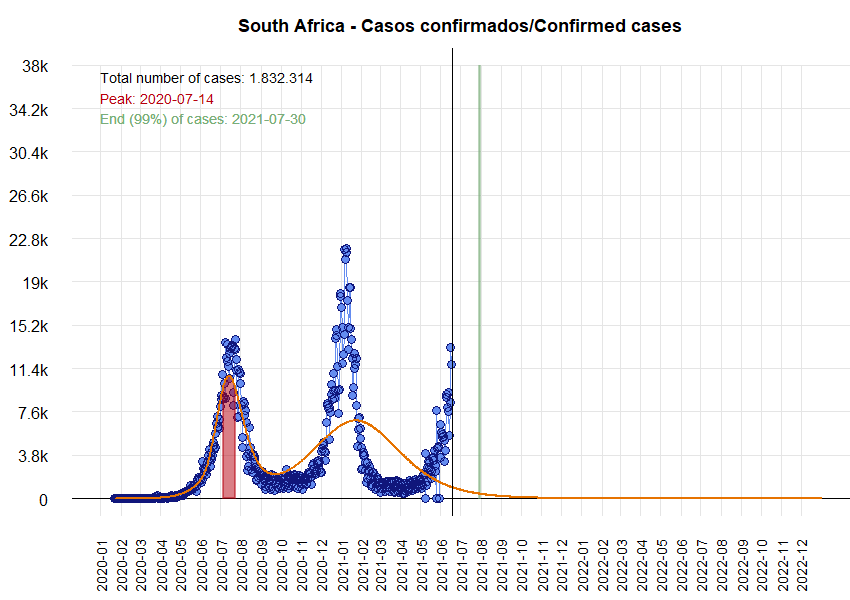 South Africa - Casos confirmados/Confirmed cases
38k
Total number of cases: 1.832.314
Peak: 2020-07-14
34.2k
End (99%) of cases: 2021-07-30
30.4k
26.6k
22.8k
19k
15.2k
11.4k
7.6k
3.8k
0
2020-01
2020-02
2020-03
2020-04
2020-05
2020-06
2020-07
2020-08
2020-09
2020-10
2020-11
2020-12
2021-01
2021-02
2021-03
2021-04
2021-05
2021-06
2021-07
2021-08
2021-09
2021-10
2021-11
2021-12
2022-01
2022-02
2022-03
2022-04
2022-05
2022-06
2022-07
2022-08
2022-09
2022-10
2022-11
2022-12